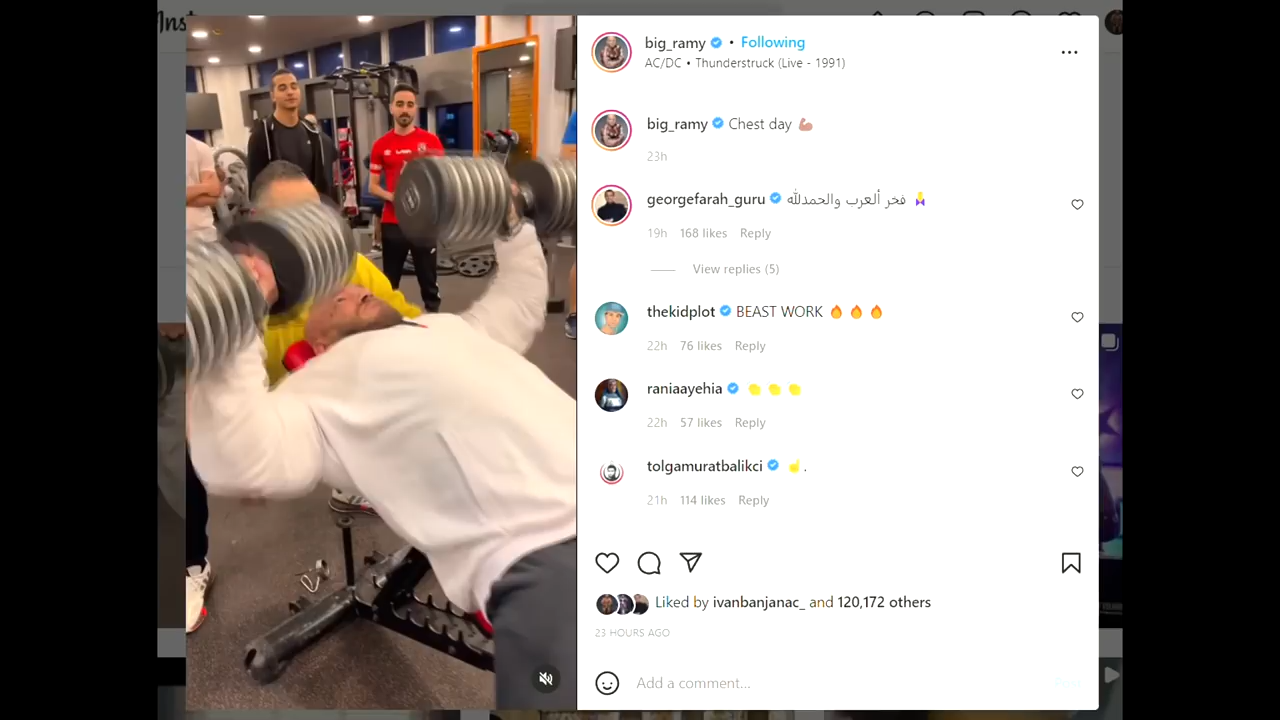 big_ramy • Following
AC/DC • Thunderstruck (Live - 1991)
big_ramy Chest day 💪🏽
23h
georgefarah_guru فخر ألعرب والحمدلله
19h 168 likes Reply
View replies (5)
thekidplot BEAST WORK 🔥 🔥 🔥
22h 76 likes Reply
raniaayehia 👏 👏 👏
22h 57 likes Reply
tolgamuratbalikci ☝️.
21h 114 likes Reply
Liked by ivanbanjanac_ and 120,172 others
23 HOURS AGO
Add a comment...
Post